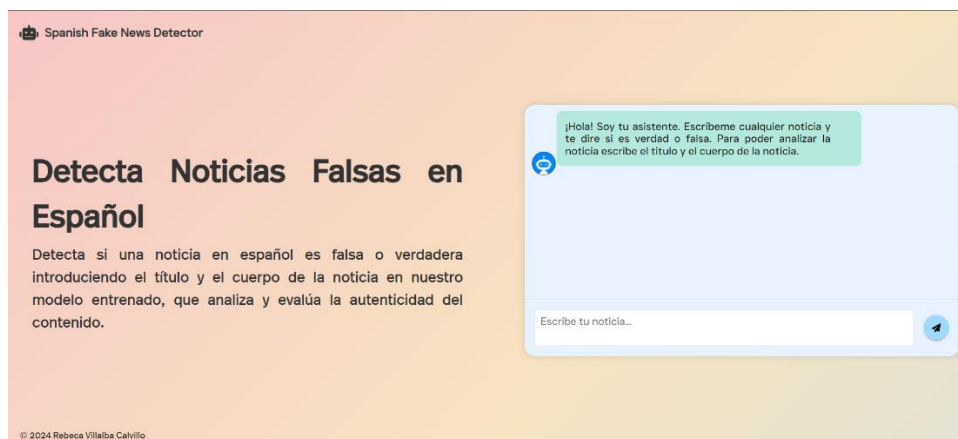 Spanish Fake News Detector
Detecta Noticias Falsas en
Español
Detecta si una noticia en español es falsa o verdadera
introduciendo el título y el cuerpo de la noticia en nuestro
modelo entrenado, que analiza y evalúa la autenticidad del
contenido.
¡Hola! Soy tu asistente. Escríbeme cualquier noticia y
te dire si es verdad o falsa. Para poder analizar la
noticia escribe el título y el cuerpo de la noticia.
Escribe tu noticia...
© 2024 Rebeca Villalba Calvillo